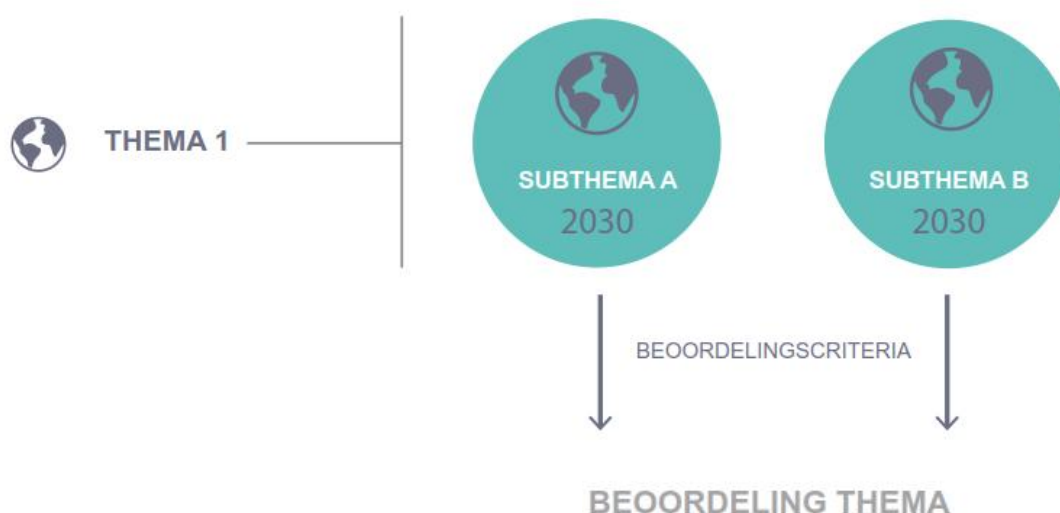 THEMA 1
SUBTHEMA A
2030
SUBTHEMA B
2030
BEOORDELINGSCRITERIA
BEOORDELING THEMA